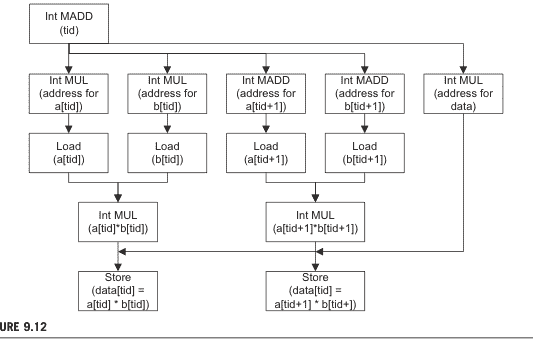 Int MADD
(tid)
Int MUL
(address for
a[tid])
Int MUL
(address for
b[tid])
Int MADD
(address for
a[tid+1])
Int MADD
(address for
b[tid+1])
Int MUL
(address for
data)
Load
(a[tid])
Load
(b[tid])
Load
(a[tid+1])
Load
(b[tid+1])
Int MUL
(a[tid]*b[tid])
Int MUL
(a[tid+1]*b[tid+1])
Store
(data[tid] =
a[tid] * b[tid])
Store
(data[tid] =
a[tid+1] * b[tid+])
URE 9.12